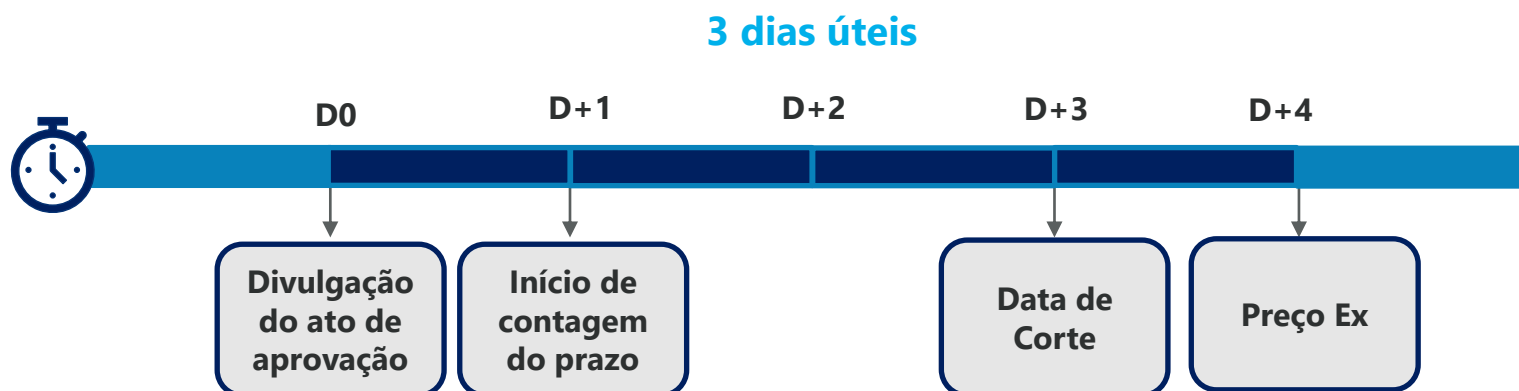 3 dias úteis
D0
D+1
D+2
D+3
D+4
Divulgação
do ato de
aprovação
Início de
contagem
do prazo
Data de
Corte
Preço Ex